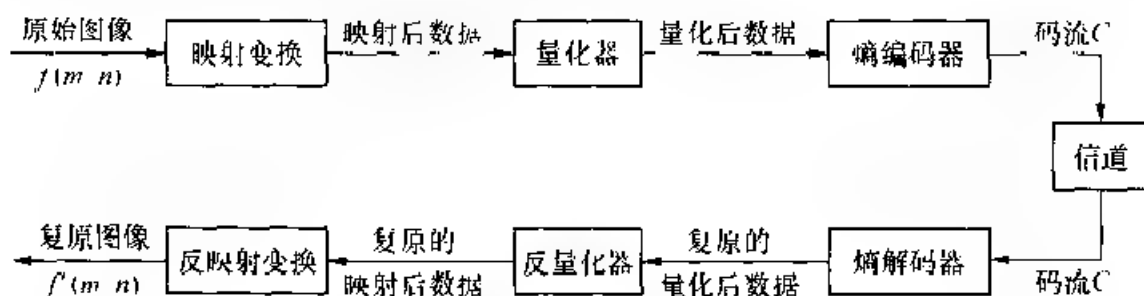 原始图像
f(m n)
映射变换
映射后数据
量化器
量化后数据
熵编码器
码流C
信道
码流C
熵解码器
复原的
量化后数据
反量化器
复原的
映射后数据
反映射变换
复原图像
f'(m n)